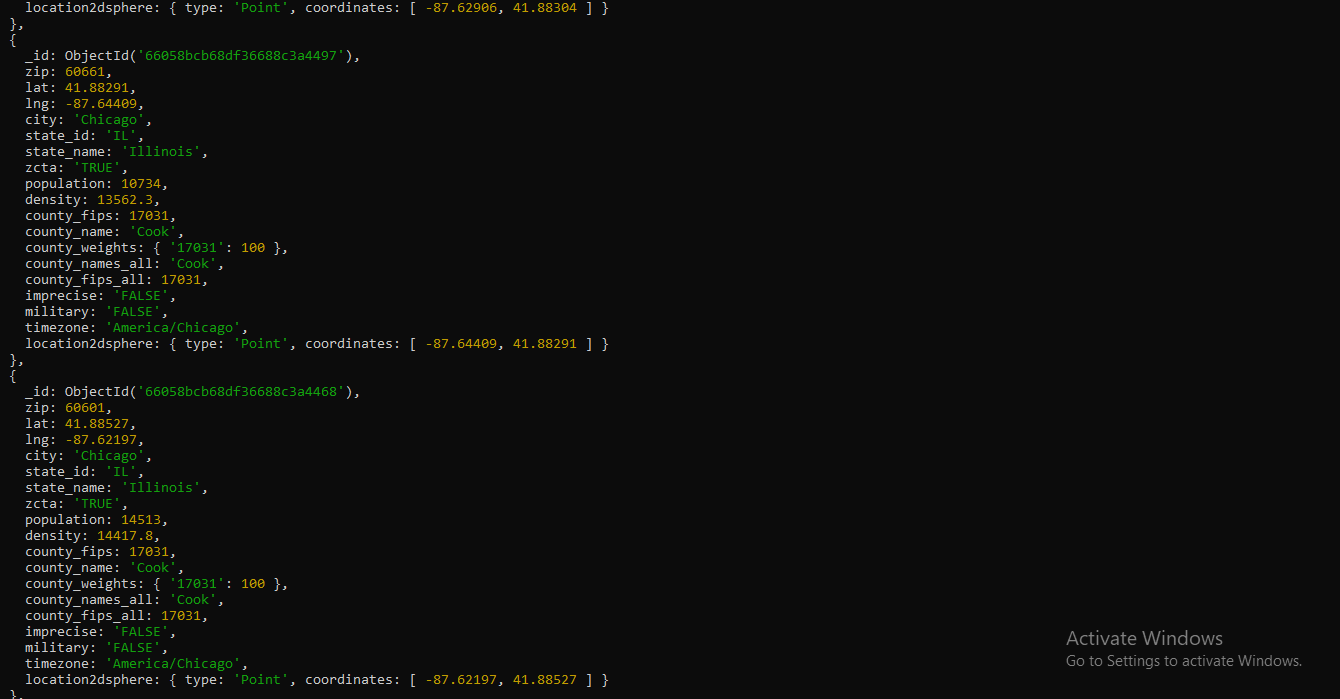 location2dsphere: { type: 'Point', coordinates: [ -87.62906, 41.88304 ] }
},
{
_id: ObjectId('66058bcb68df36688c3a4497'),
zip: 60661,
lat: 41.88291,
lng: -87.64409,
city: 'Chicago',
state_id: 'IL',
state_name: 'Illinois',
zcta: 'TRUE',
population: 10734,
density: 13562.3,
county_fips: 17031,
county_name: 'Cook',
county_weights: { '17031': 100 },
county_names_all: 'Cook',
county_fips_all: 17031,
imprecise: 'FALSE',
military: 'FALSE',
timezone: 'America/Chicago',
location2dsphere: { type: 'Point', coordinates: [ -87.64409, 41.88291 ] }
},
{
_id: ObjectId('66058bcb68df36688c3a4468'),
zip: 60601,
lat: 41.88527,
lng: -87.62197,
city: 'Chicago',
state_id: 'IL',
state_name: 'Illinois',
zcta: 'TRUE',
population: 14513,
density: 14417.8,
county_fips: 17031,
county_name: 'Cook',
county_weights: { '17031': 100 },
county_names_all: 'Cook',
county_fips_all: 17031,
imprecise: 'FALSE',
military: 'FALSE',
timezone: 'America/Chicago',
location2dsphere: { type: 'Point', coordinates: [ -87.62197, 41.88527 ] }
},
Activate Windows
Go to Settings to activate Windows.